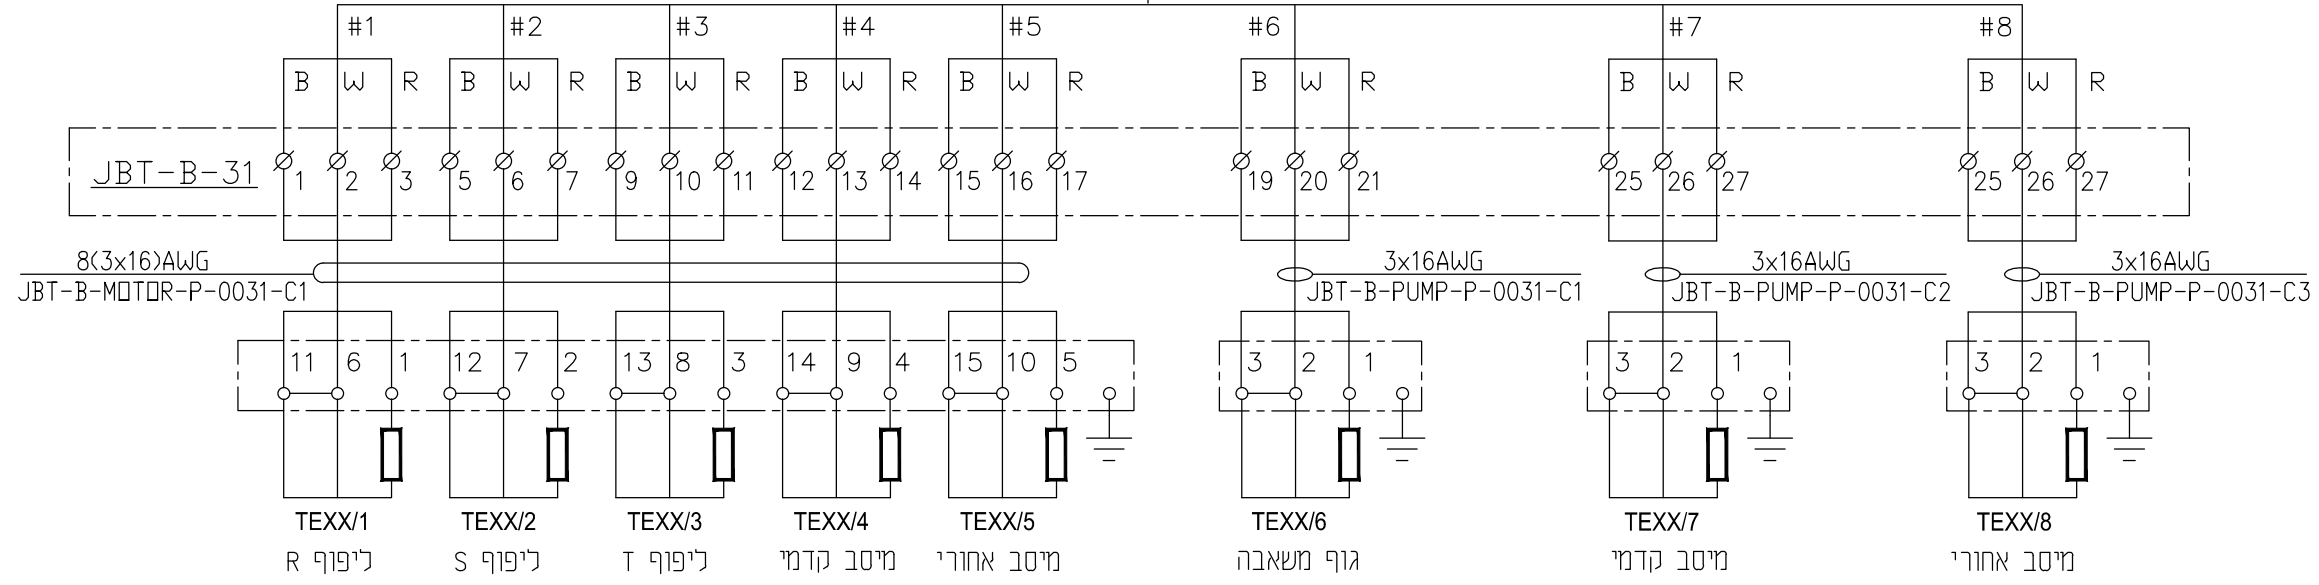 #1 #2 #3 #4 #5 #6 #7 #8
B W R B W R B W R B W R B W R B W R B W R B W R
JBT-B-31 1 2 3 5 6 7 9 10 11 12 13 14 15 16 17 19 20 21 25 26 27 25 26 27
8(3x16)AWG 3x16AWG 3x16AWG 3x16AWG
JBT-B-MOTOR-P-0031-C1 JBT-B-PUMP-P-0031-C1 JBT-B-PUMP-P-0031-C2 JBT-B-PUMP-P-0031-C3
11 6 1 12 7 2 13 8 3 14 9 4 15 10 5 3 2 1 3 2 1 3 2 1
TEXX/1 TEXX/2 TEXX/3 TEXX/4 TEXX/5 TEXX/6 TEXX/7 TEXX/8
ליפוף R
ליפוף S
ליפוף T
מיסב קדמי
מיסב אחורי
גוף משאבה
מיסב קדמי
מיסב אחורי